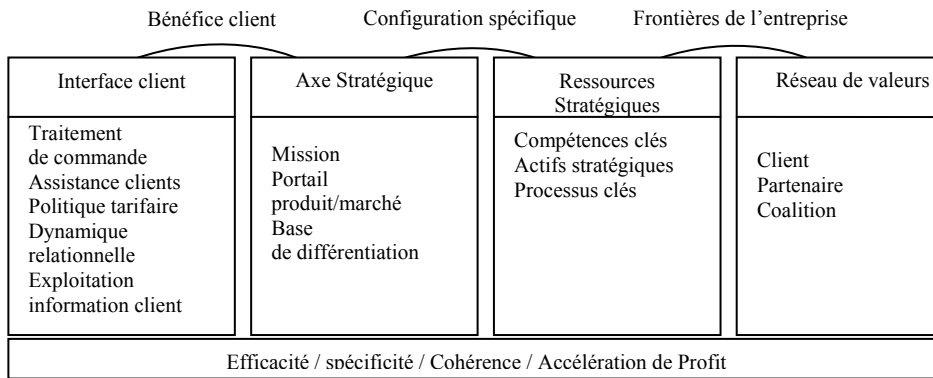 Bénéfice client
Configuration spécifique
Frontières de l'entreprise
Interface client
Traitement
de commande
Assistance clients
Politique tarifaire
Dynamique
relationnelle
Exploitation
information client
Axe Stratégique
Mission
Portail
produit/marché
Base
de différentiation
Ressources
Stratégiques
Compétences clés
Actifs stratégiques
Processus clés
Réseau de valeurs
Client
Partenaire
Coalition
Efficacité / spécificité / Cohérence / Accélération de Profit